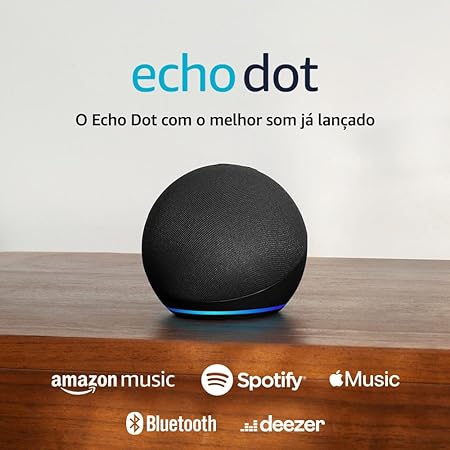 echo dot
O Echo Dot com o melhor som já lançado
amazon music Spotify Music
Bluetooth deezer